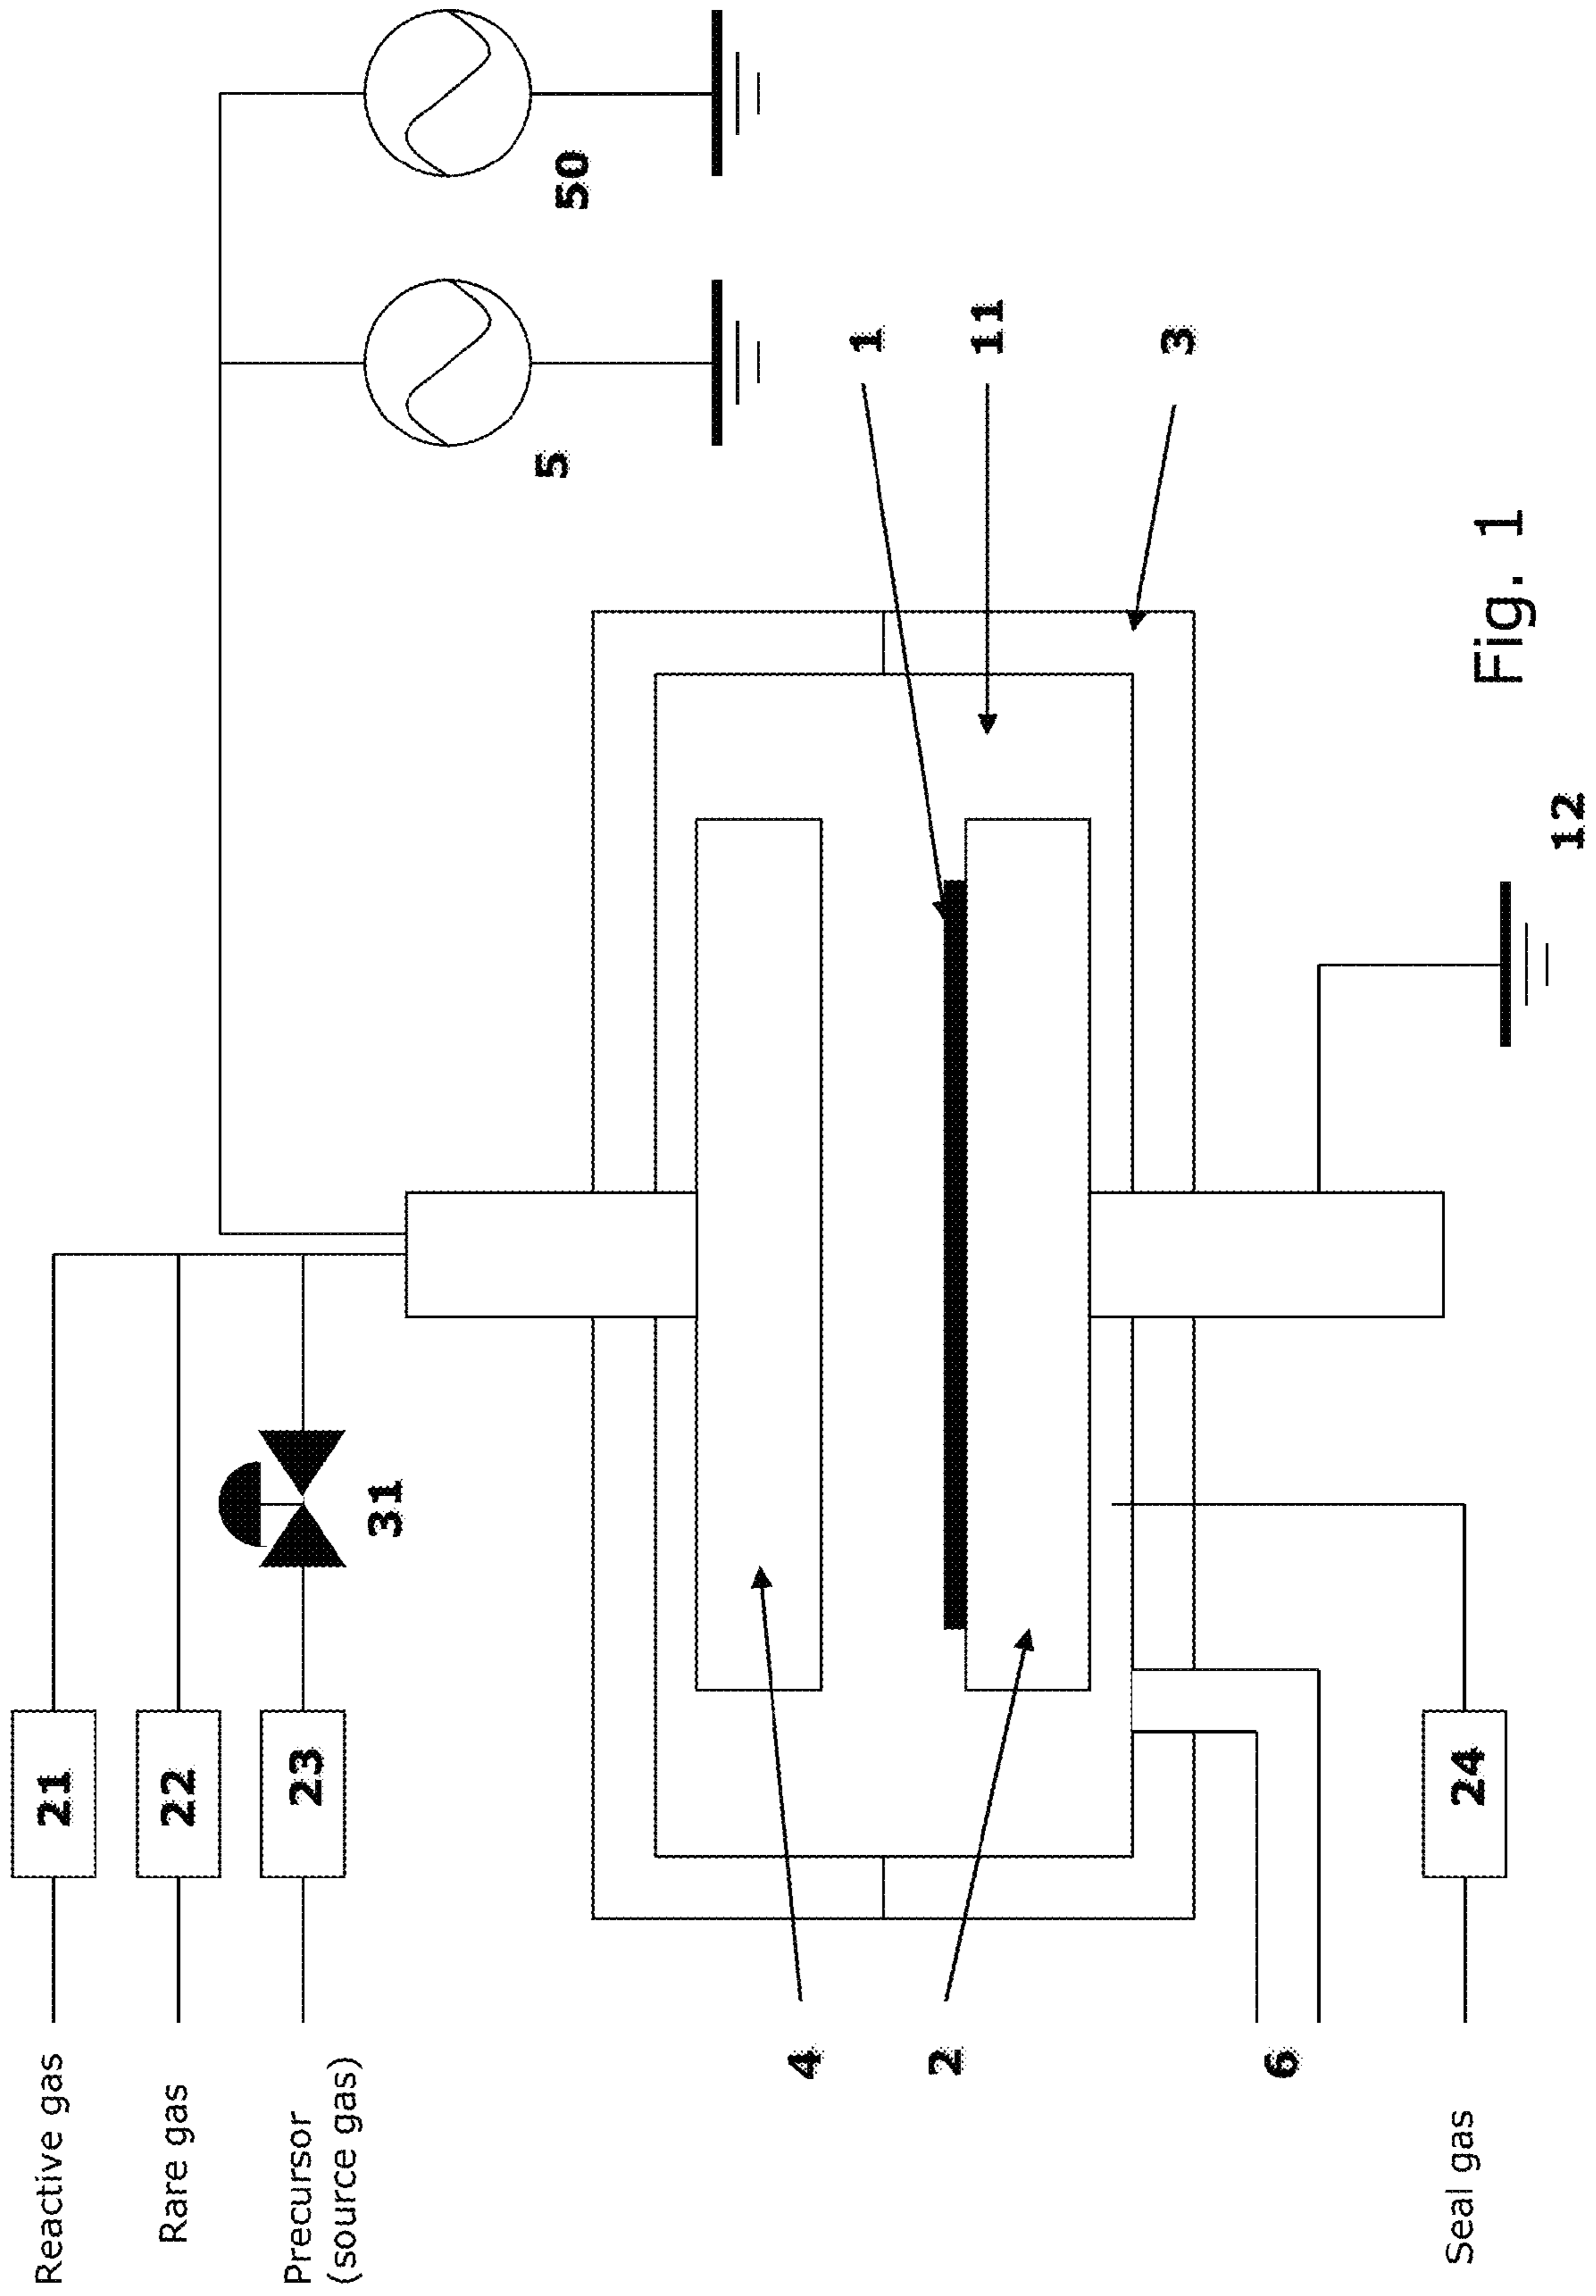 Reactive gas
21
Rare gas
22
Precursor
(source gas)
23
31
50
5
4
1
2
11
3
6
Seal gas
24
12
Fig. 1